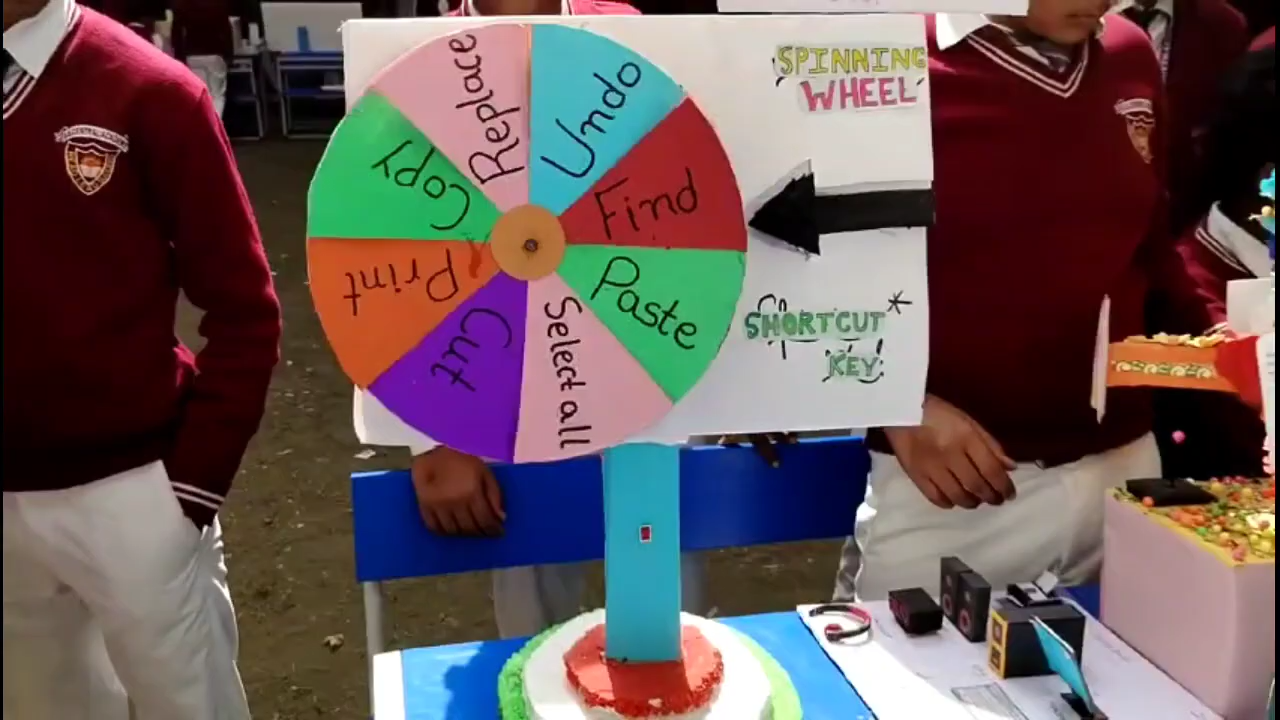 SPINNING
WHEEL
Replace
Undo
Find
Paste
Select all
Cut
Print
Copy
SHORTCUT*
KEY